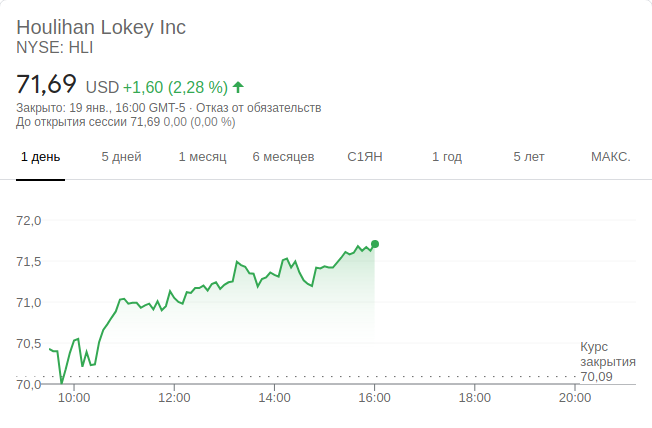 Houlihan Lokey Inc
NYSE: HLI
71,69 USD +1,60 (2,28 %)
Закрыто: 19 янв., 16:00 GMT-5 · Отказ от обязательств
До открытия сессии 71,69 0,00 (0,00 %)
1 день 5 дней 1 месяц 6 месяцев С1ЯН 1 год 5 лет МАКС.
72,0
71,5
71,0
70,5
Курс
закрытия
70,09
70,0
10:00 12:00 14:00 16:00 18:00 20:00